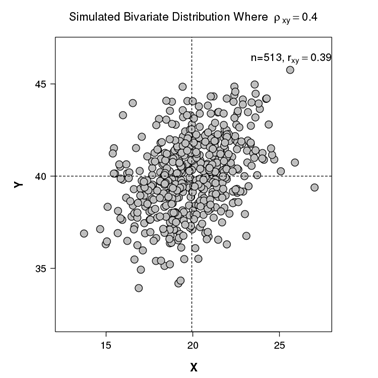 Simulated Bivariate Distribution Where ρxy = 0.4
n=513, rxy = 0.39
45
40
35
Y
15 20 25
X